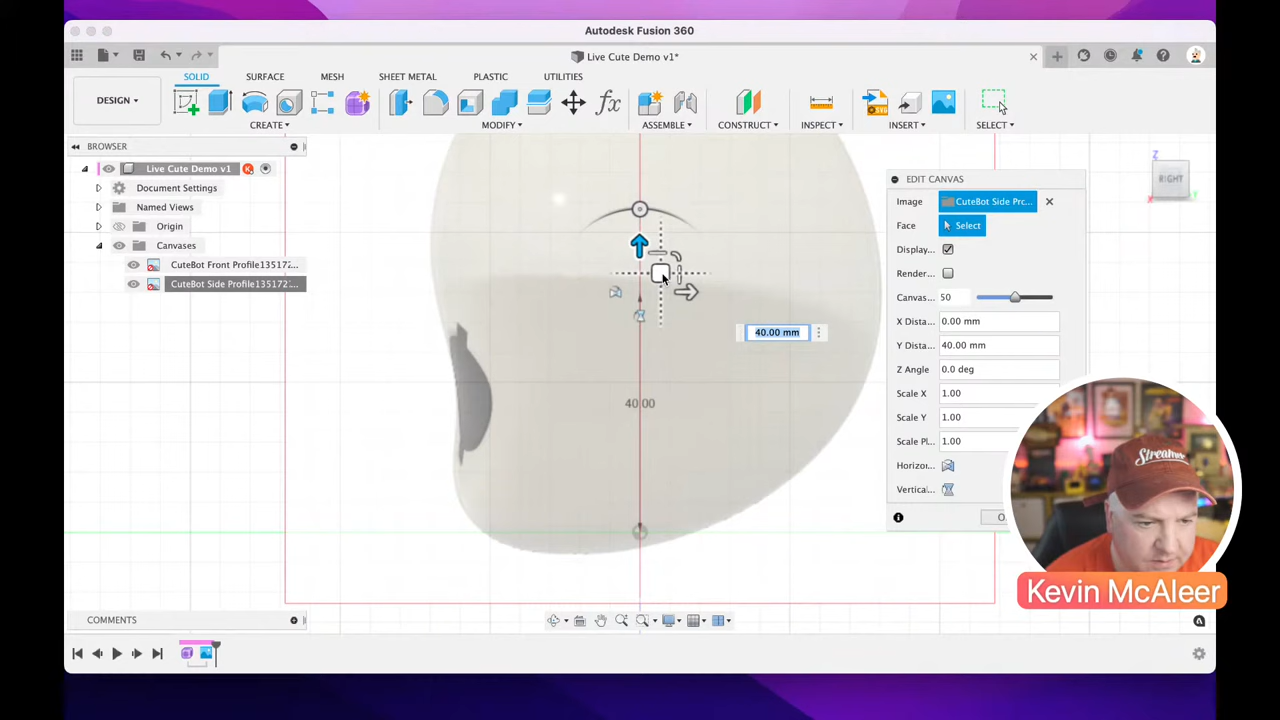 Autodesk Fusion 360
Live Cute Demo v1*
SOLID SURFACE MESH SHEET METAL PLASTIC UTILITIES
DESIGN
CREATE MODIFY ASSEMBLE CONSTRUCT INSPECT INSERT SELECT
BROWSER
Live Cute Demo v1
K
Document Settings
Named Views
Origin
Canvases
CuteBot Front Profile135172...
CuteBot Side Profile1351712...
Z
RIGHT
X
Y
EDIT CANVAS
Image CuteBot Side Prc...
Face Select
Display...
Render...
Canvas... 50
X Dista... 0.00 mm
Y Dista... 40.00 mm
Z Angle 0.0 deg
Scale X 1.00
Scale Y 1.00
Scale Pl... 1.00
Horizo...
Vertical...
40.00 mm
40.00
Streamer
Kevin McAleer
COMMENTS